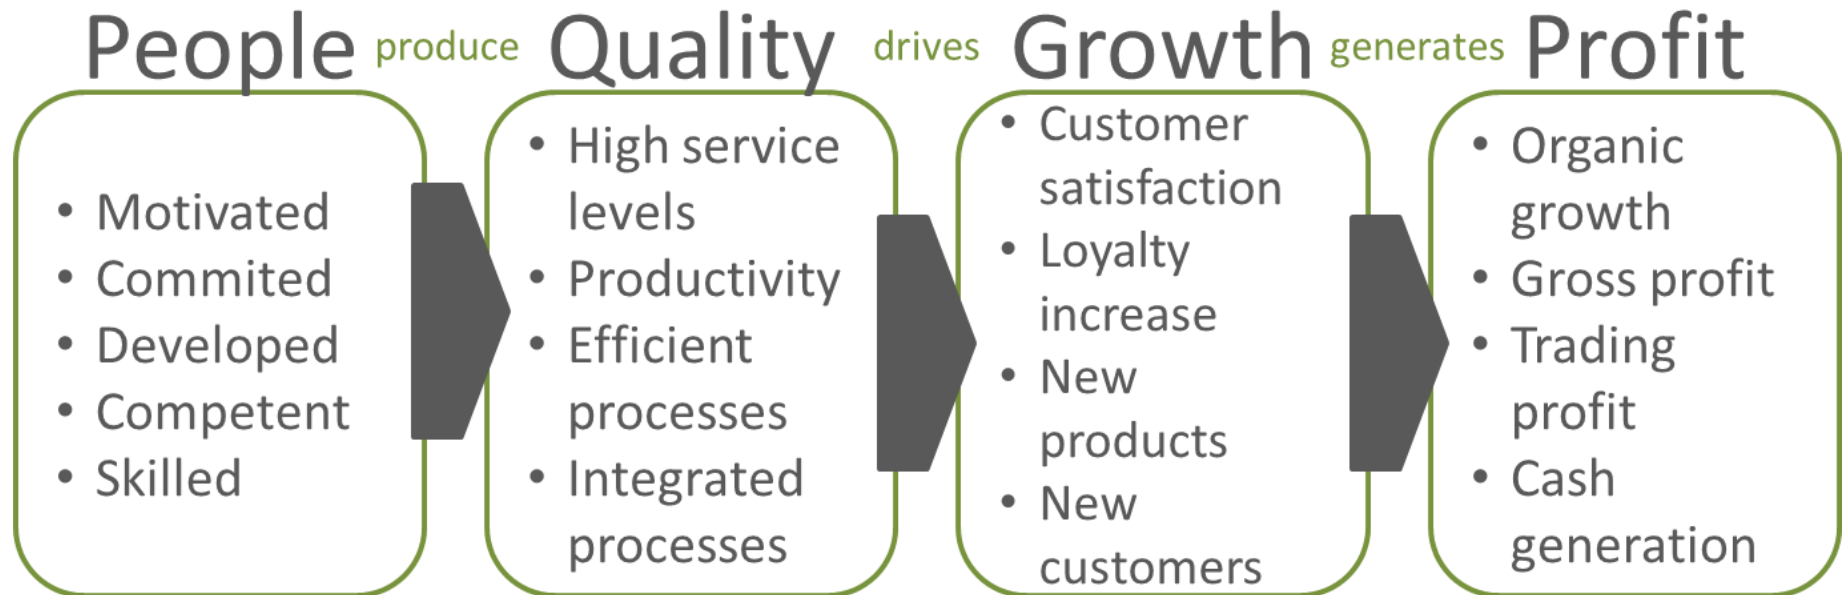 People produce Quality drives Growth generates Profit
• Motivated
• Commited
• Developed
• Competent
• Skilled
• High service
levels
• Productivity
• Efficient
processes
• Integrated
processes
• Customer
satisfaction
• Loyalty
increase
• New
products
• New
customers
• Organic
growth
• Gross profit
• Trading
profit
• Cash
generation